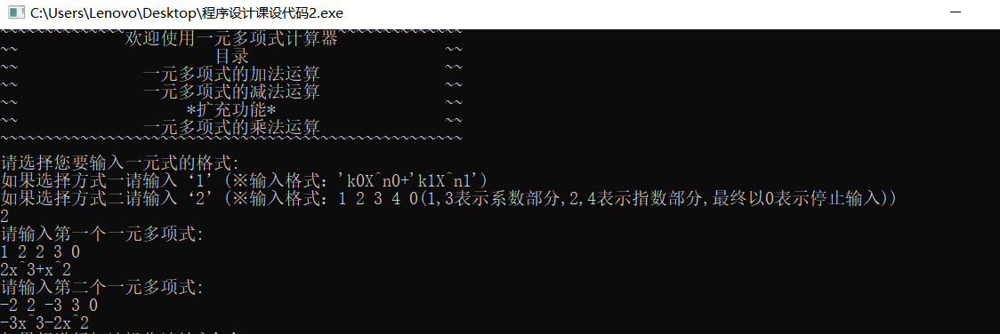 C:\Users\Lenovo\Desktop\程序设计课设代码2.exe
~~~~~~~~~~~~~~欢迎使用一元多项式计算器~~~~~~~~~~~~~~
~~ 目录 ~~
~~ 一元多项式的加法运算 ~~
~~ 一元多项式的减法运算 ~~
~~ *扩充功能* ~~
~~ 一元多项式的乘法运算 ~~
~~~~~~~~~~~~~~~~~~~~~~~~~~~~~~~~~~~~~~~~~~~~~~~~~~~~
请选择您要输入一元式的格式:
如果选择方式一请输入‘1’(※输入格式：'k0X^n0+'k1X^n1')
如果选择方式二请输入‘2’(※输入格式：1 2 3 4 0(1,3表示系数部分,2,4表示指数部分,最终以0表示停止输入))
2
请输入第一个一元多项式:
1 2 2 3 0
2x^3+x^2
请输入第二个一元多项式:
-2 2 -3 3 0
-3x^3-2x^2